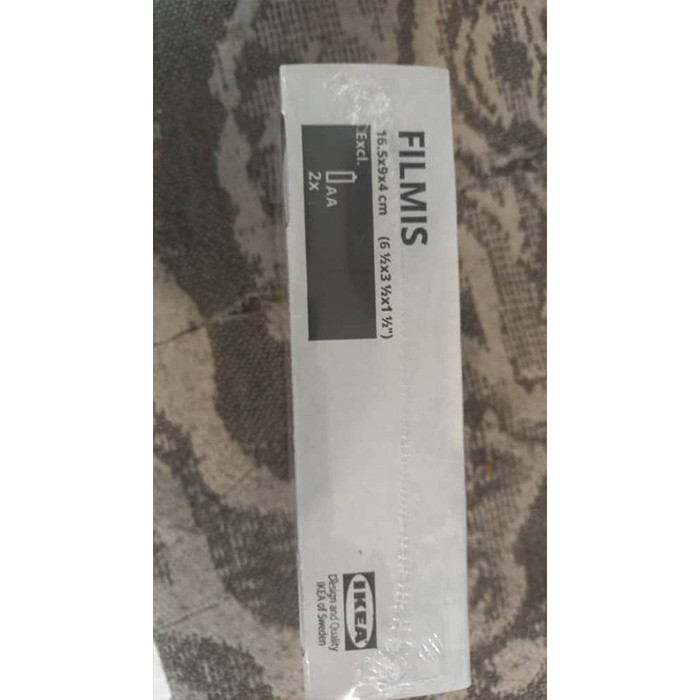 FILMIS
16.5x9x4 cm (6 ½x3 ½x1 ½")
Excl.
AA
2x
IKEA
Design and Quality
IKEA of Sweden